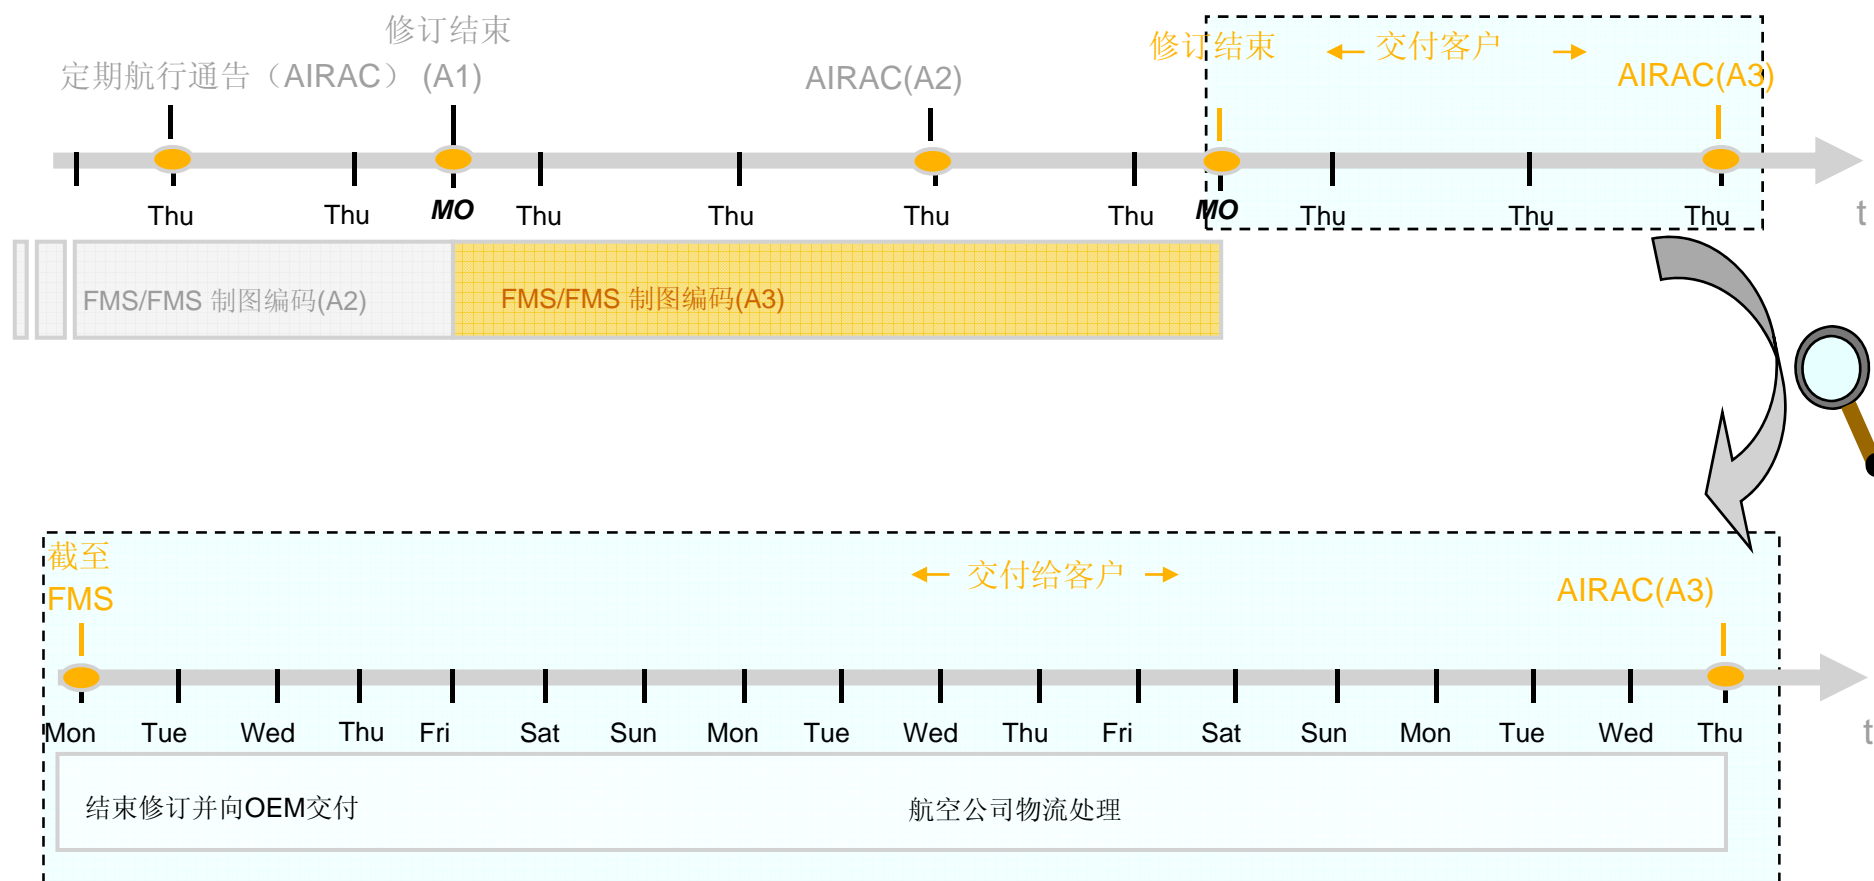 修订结束
定期航行通告（AIRAC） (A1)
AIRAC(A2)
修订结束
交付客户
AIRAC(A3)
Thu
Thu
MO
Thu
Thu
Thu
Thu
MO
Thu
Thu
Thu
t
FMS/FMS 制图编码(A2)
FMS/FMS 制图编码(A3)
截至
FMS
交付给客户
AIRAC(A3)
Mon
Tue
Wed
Thu
Fri
Sat
Sun
Mon
Tue
Wed
Thu
Fri
Sat
Sun
Mon
Tue
Wed
Thu
t
结束修订并向OEM交付
航空公司物流处理